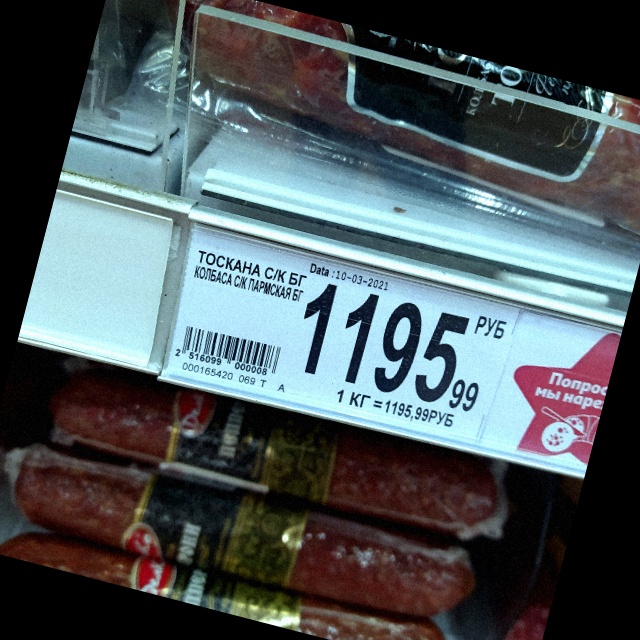 ТОСКАНА С/К БГ
КОЛБАСА С/К ПАРМСКАЯ БГ
Data :10-03-2021
1195 99
РУБ
2 516099 000008
000165420 069 Т А
1 КГ =1195,99РУБ
Попрос
мы наре